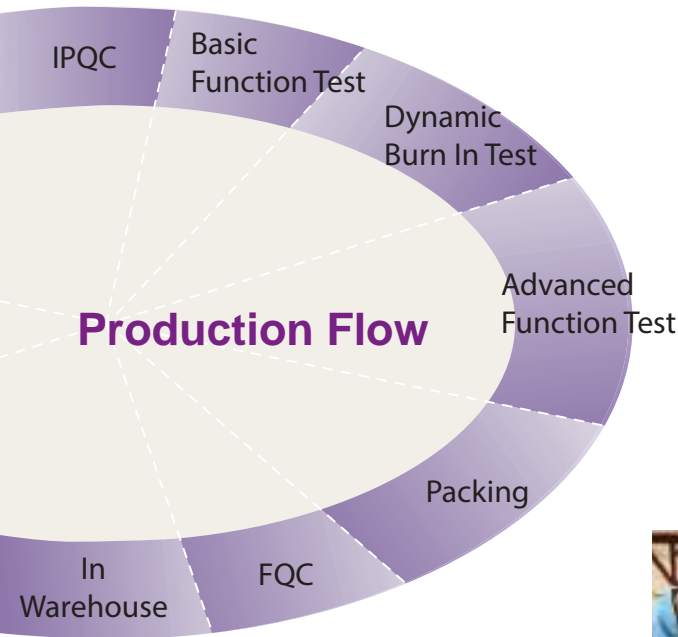 IPQC
Basic
Function Test
Dynamic
Burn In Test
Advanced
Function Test
Production Flow
Packing
FQC
In
Warehouse